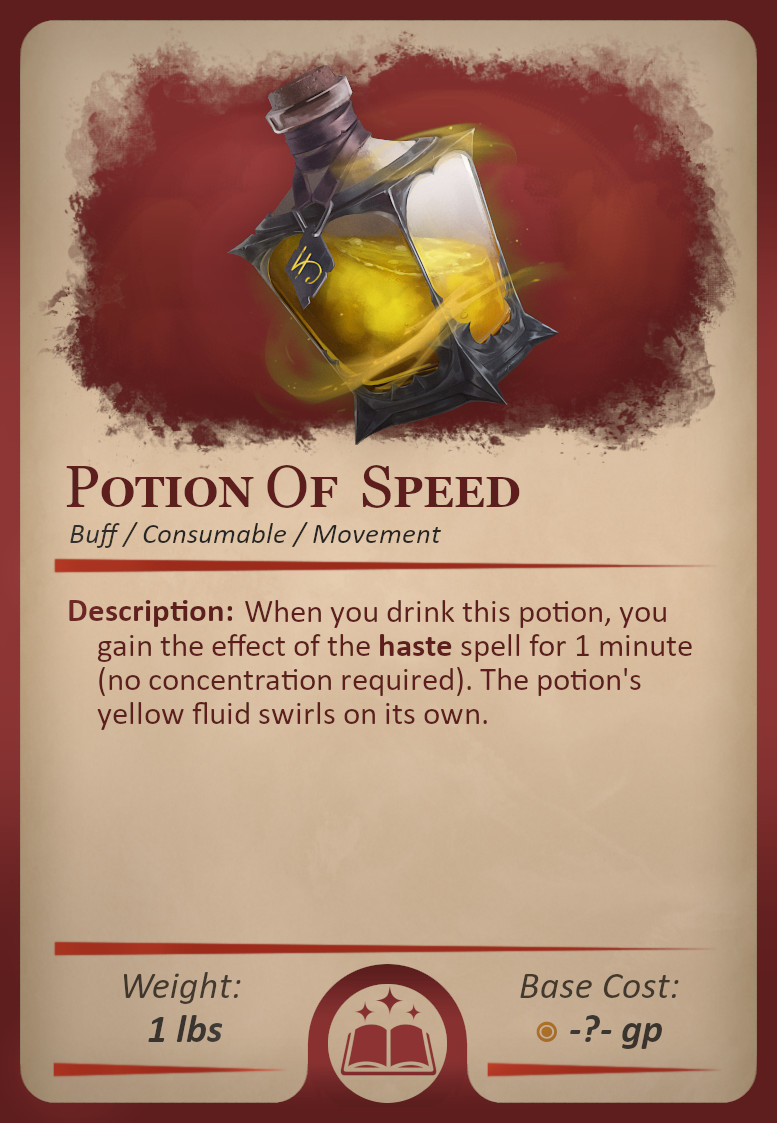 Potion Of Speed
Buff / Consumable / Movement
Description: When you drink this potion, you
gain the effect of the haste spell for 1 minute
(no concentration required). The potion's
yellow fluid swirls on its own.
Weight:
1 lbs
Base Cost:
-?- gp